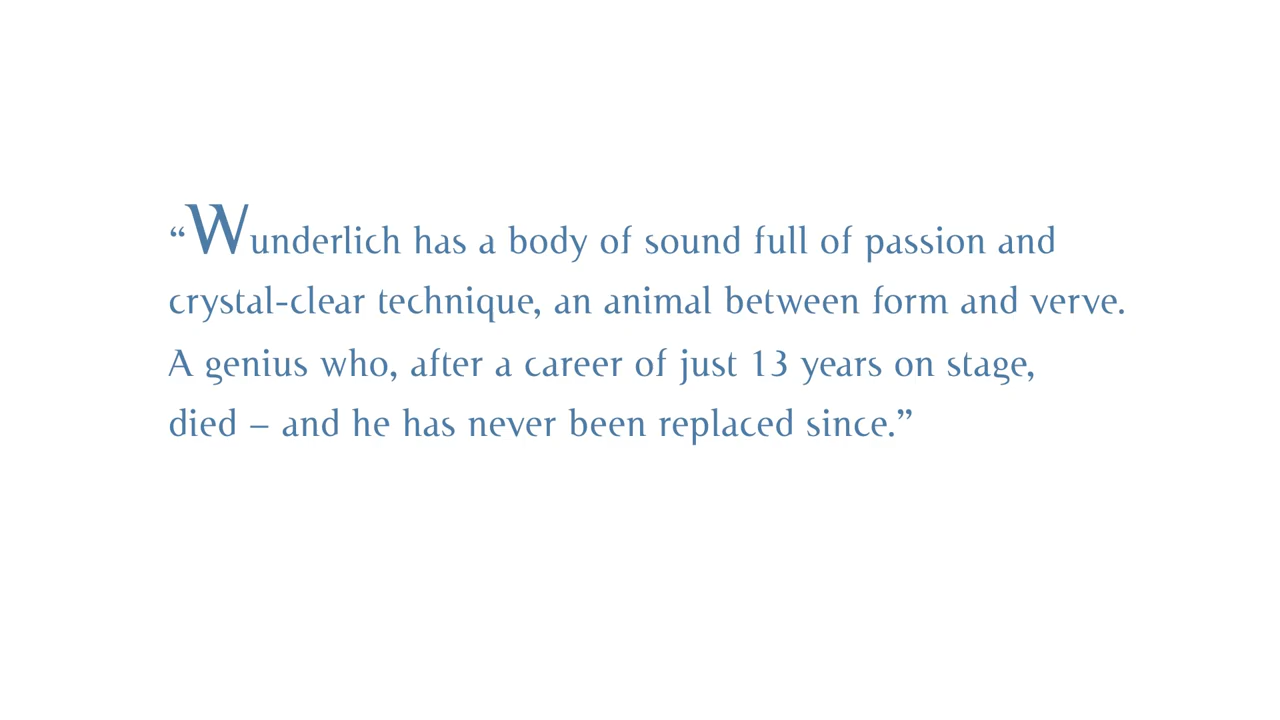 “Wunderlich has a body of sound full of passion and
crystal-clear technique, an animal between form and verve.
A genius who, after a career of just 13 years on stage,
died – and he has never been replaced since.”